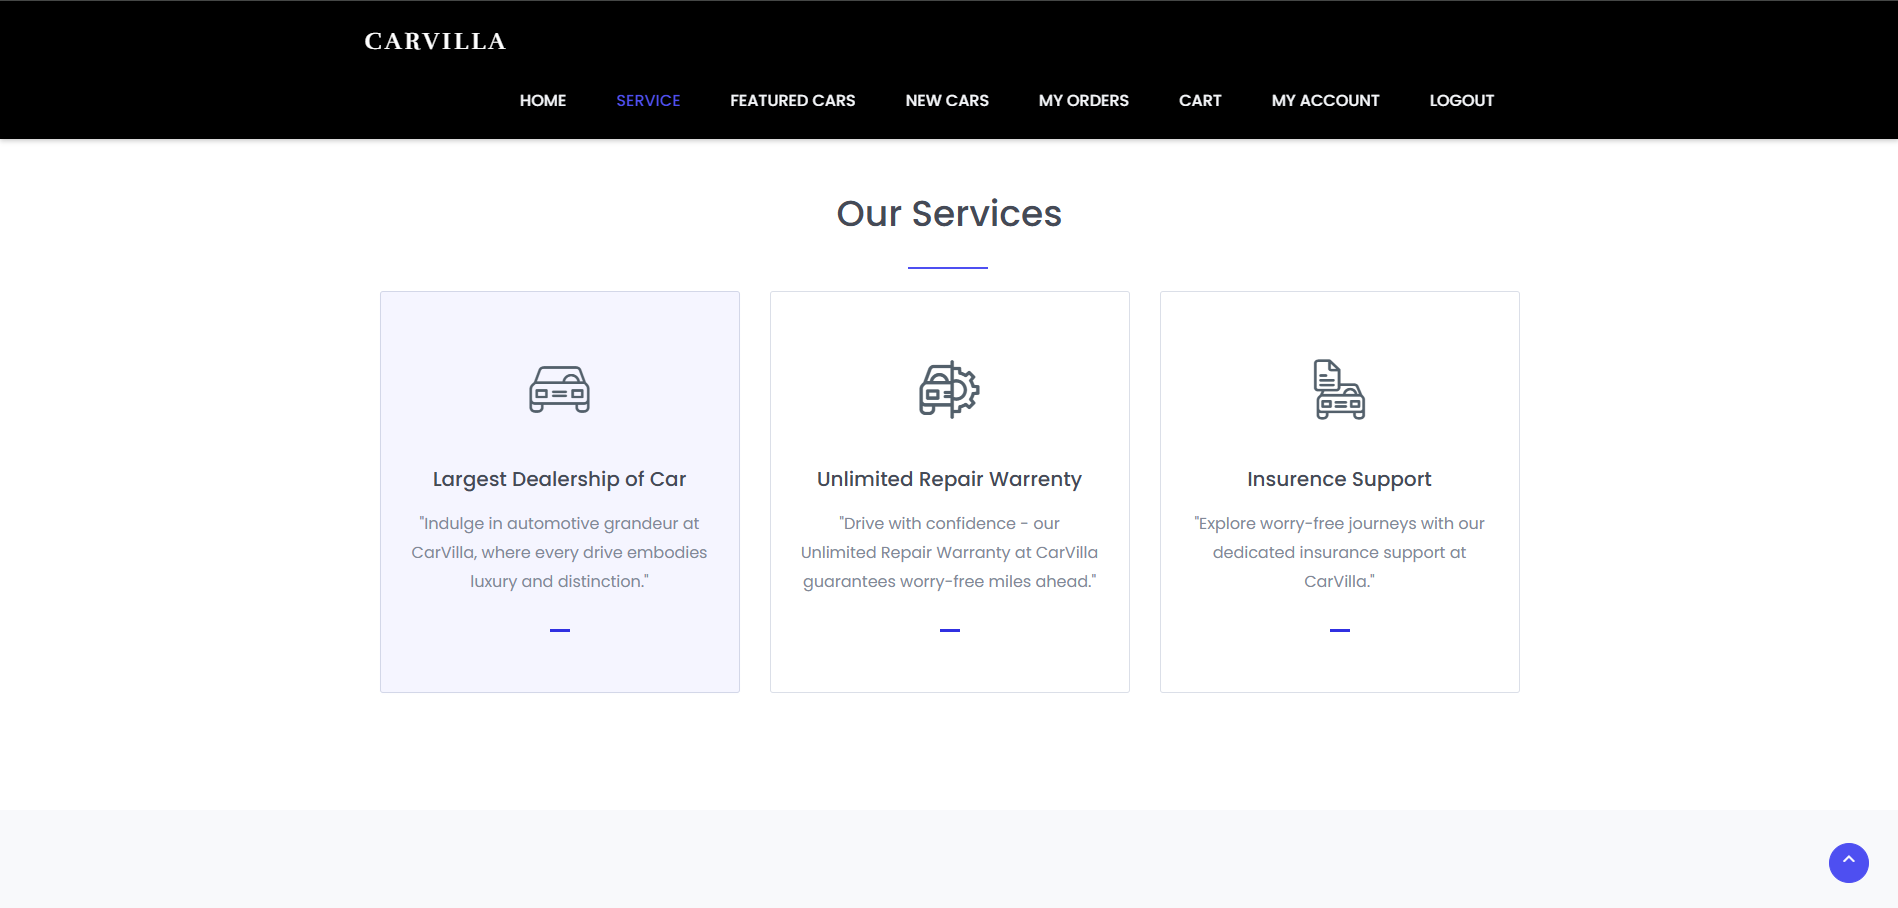 CARVILLA
HOME SERVICE FEATURED CARS NEW CARS MY ORDERS CART MY ACCOUNT LOGOUT
Our Services
Largest Dealership of Car
"Indulge in automotive grandeur at
CarVilla, where every drive embodies
luxury and distinction."
Unlimited Repair Warrenty
"Drive with confidence - our
Unlimited Repair Warranty at CarVilla
guarantees worry-free miles ahead."
Insurence Support
"Explore worry-free journeys with our
dedicated insurance support at
CarVilla."